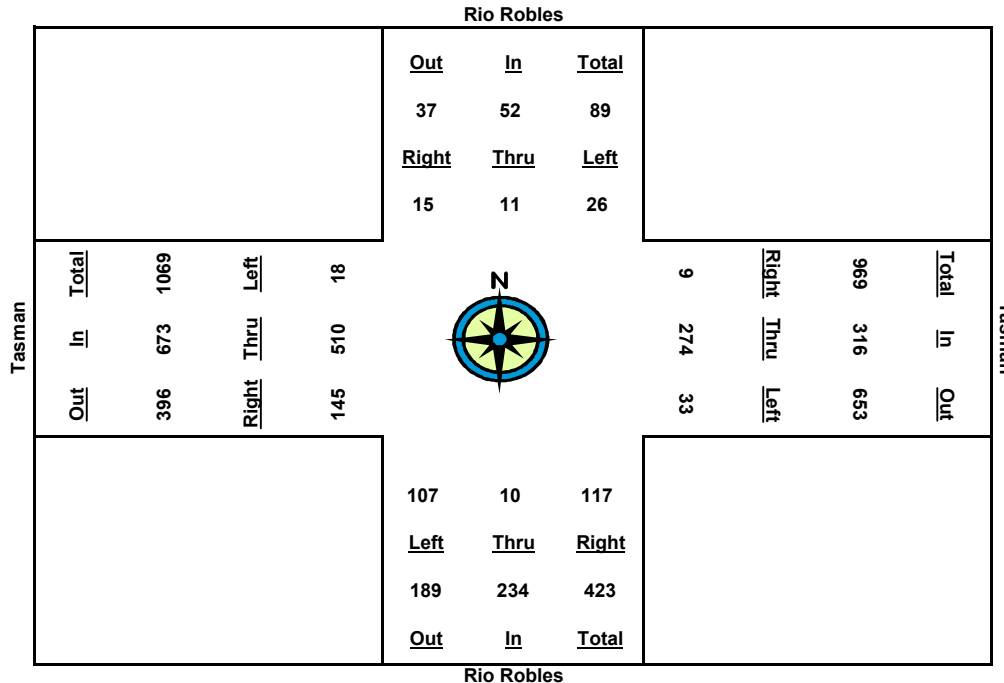 Rio Robles
Out In Total
37 52 89
Right Thru Left
15 11 26
Tasman
Total 1069 Left 18
In 673 Thru 510
Out 396 Right 145
N
9 Right 969 Total
274 Thru 316 In
33 Left 653 Out
Tasman
107 10 117
Left Thru Right
189 234 423
Out In Total
Rio Robles